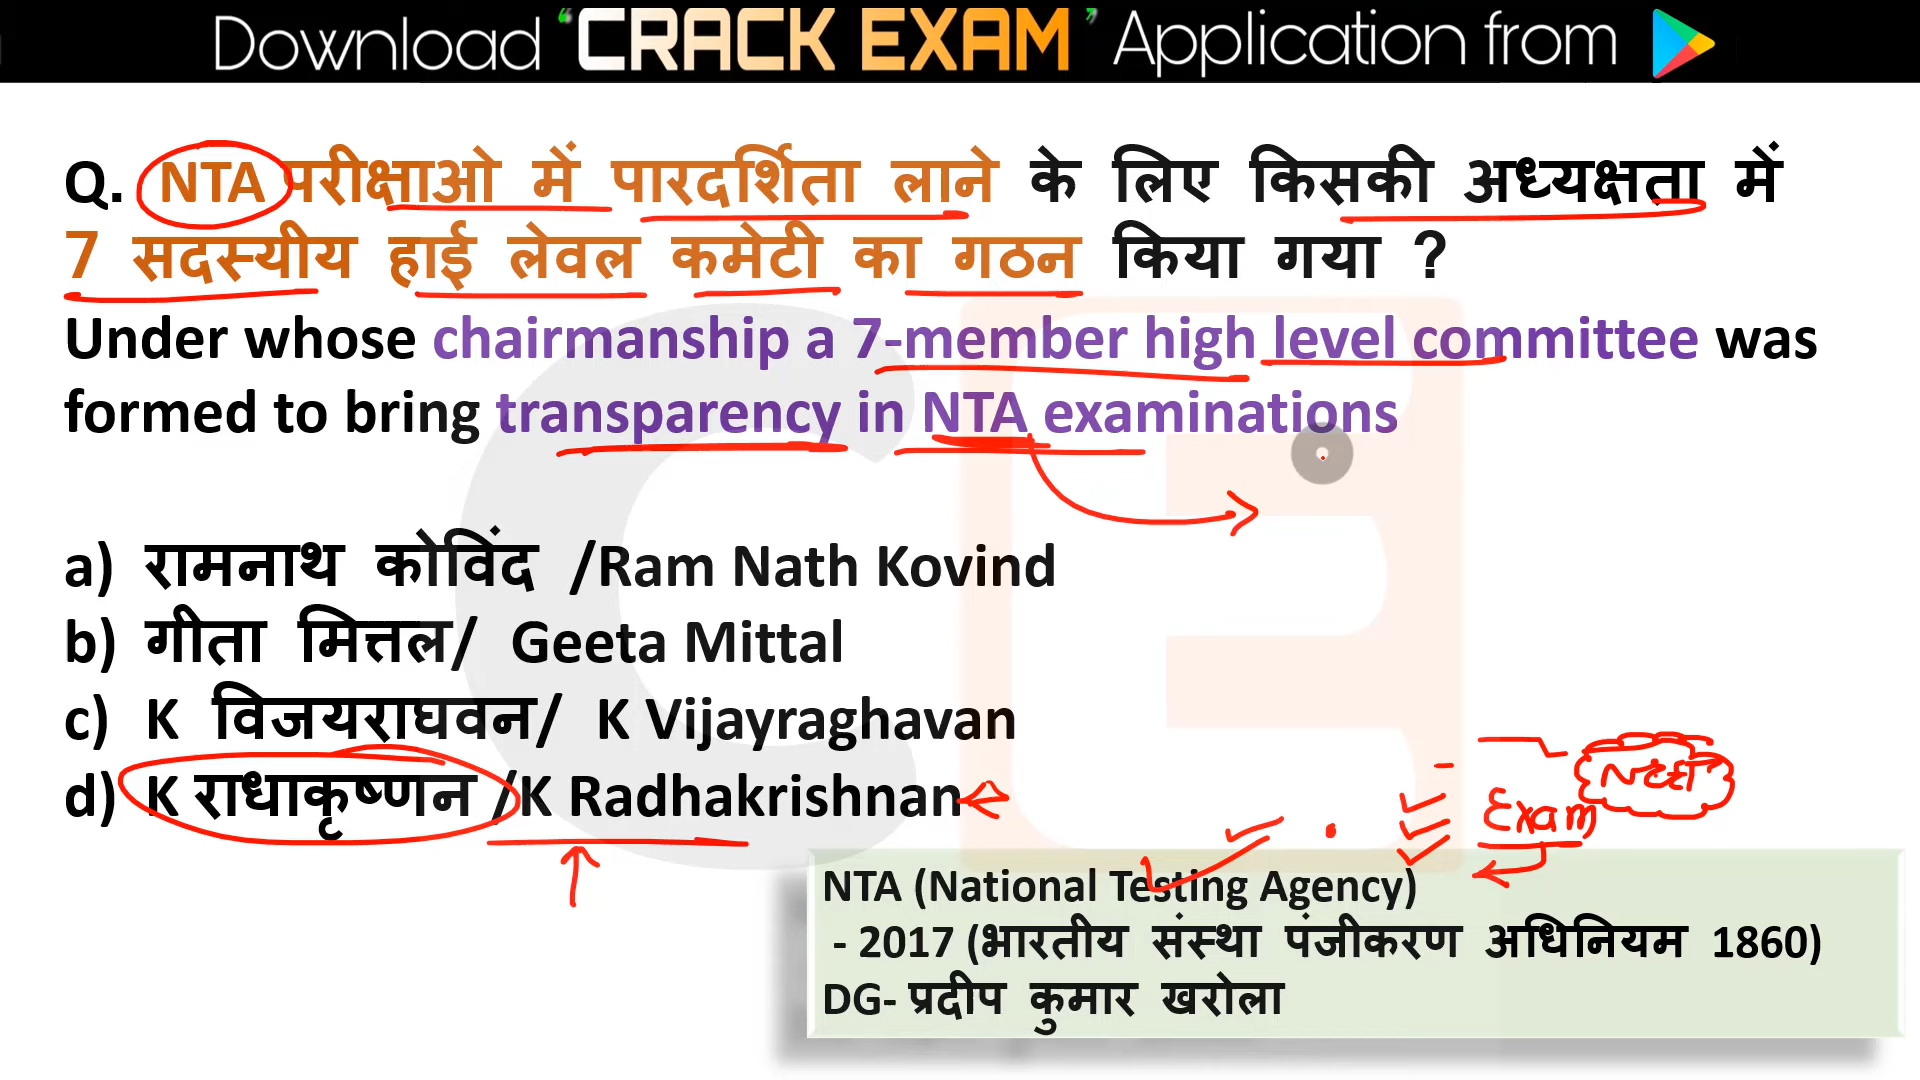 Download ‘CRACK EXAM’ Application from
Q. NTA परीक्षाओ में पारदर्शिता लाने के लिए किसकी अध्यक्षता में
7 सदस्यीय हाई लेवल कमेटी का गठन किया गया ?
Under whose chairmanship a 7-member high level committee was
formed to bring transparency in NTA examinations
a) रामनाथ कोविंद /Ram Nath Kovind
b) गीता मित्तल/ Geeta Mittal
c) K विजयराघवन/ K Vijayraghavan
d) K राधाकृष्णन /K Radhakrishnan
NEET
Exam
NTA (National Testing Agency)
- 2017 (भारतीय संस्था पंजीकरण अधिनियम 1860)
DG- प्रदीप कुमार खरोला